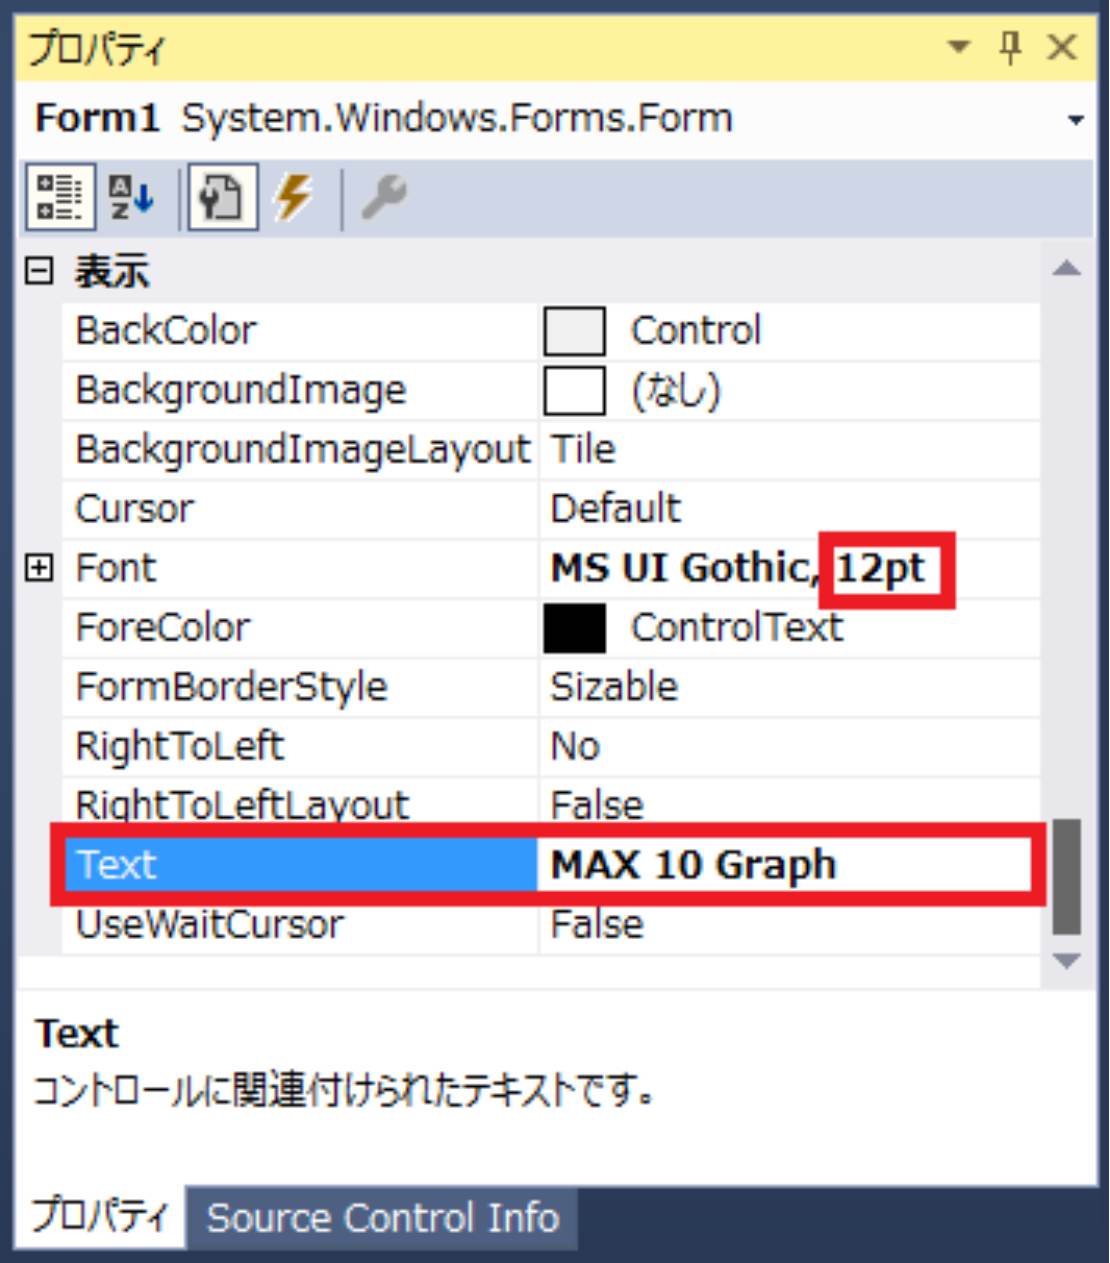 プロパティ
Form1 System.Windows.Forms.Form
表示
BackColor Control
BackgroundImage (なし)
BackgroundImageLayout Tile
Cursor Default
Font MS UI Gothic, 12pt
ForeColor ControlText
FormBorderStyle Sizable
RightToLeft No
RightToLeftLayout False
Text MAX 10 Graph
UseWaitCursor False
Text
コントロールに関連付けられたテキストです。
プロパティ Source Control Info